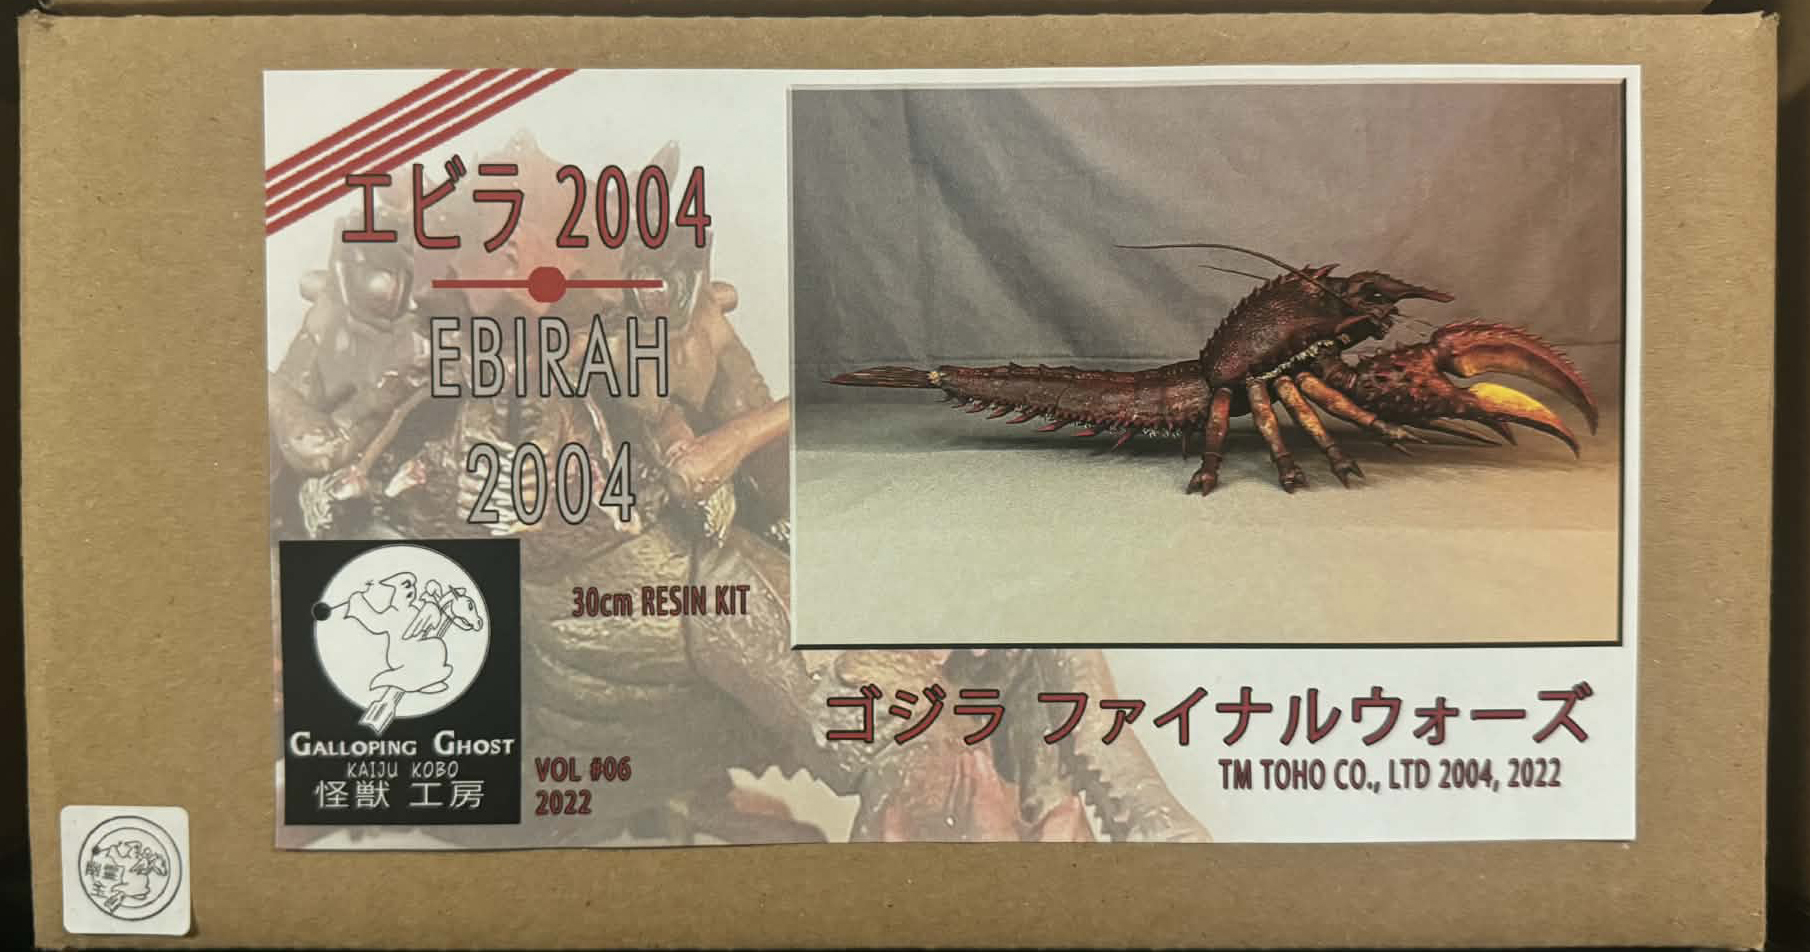 エビラ 2004
EBIRAH
2004
30cm RESIN KIT
GALLOPING GHOST
KAIJU KOBO
怪獣 工房
VOL #06
2022
ゴジラ ファイナルウォーズ
TM TOHO CO., LTD 2004, 2022